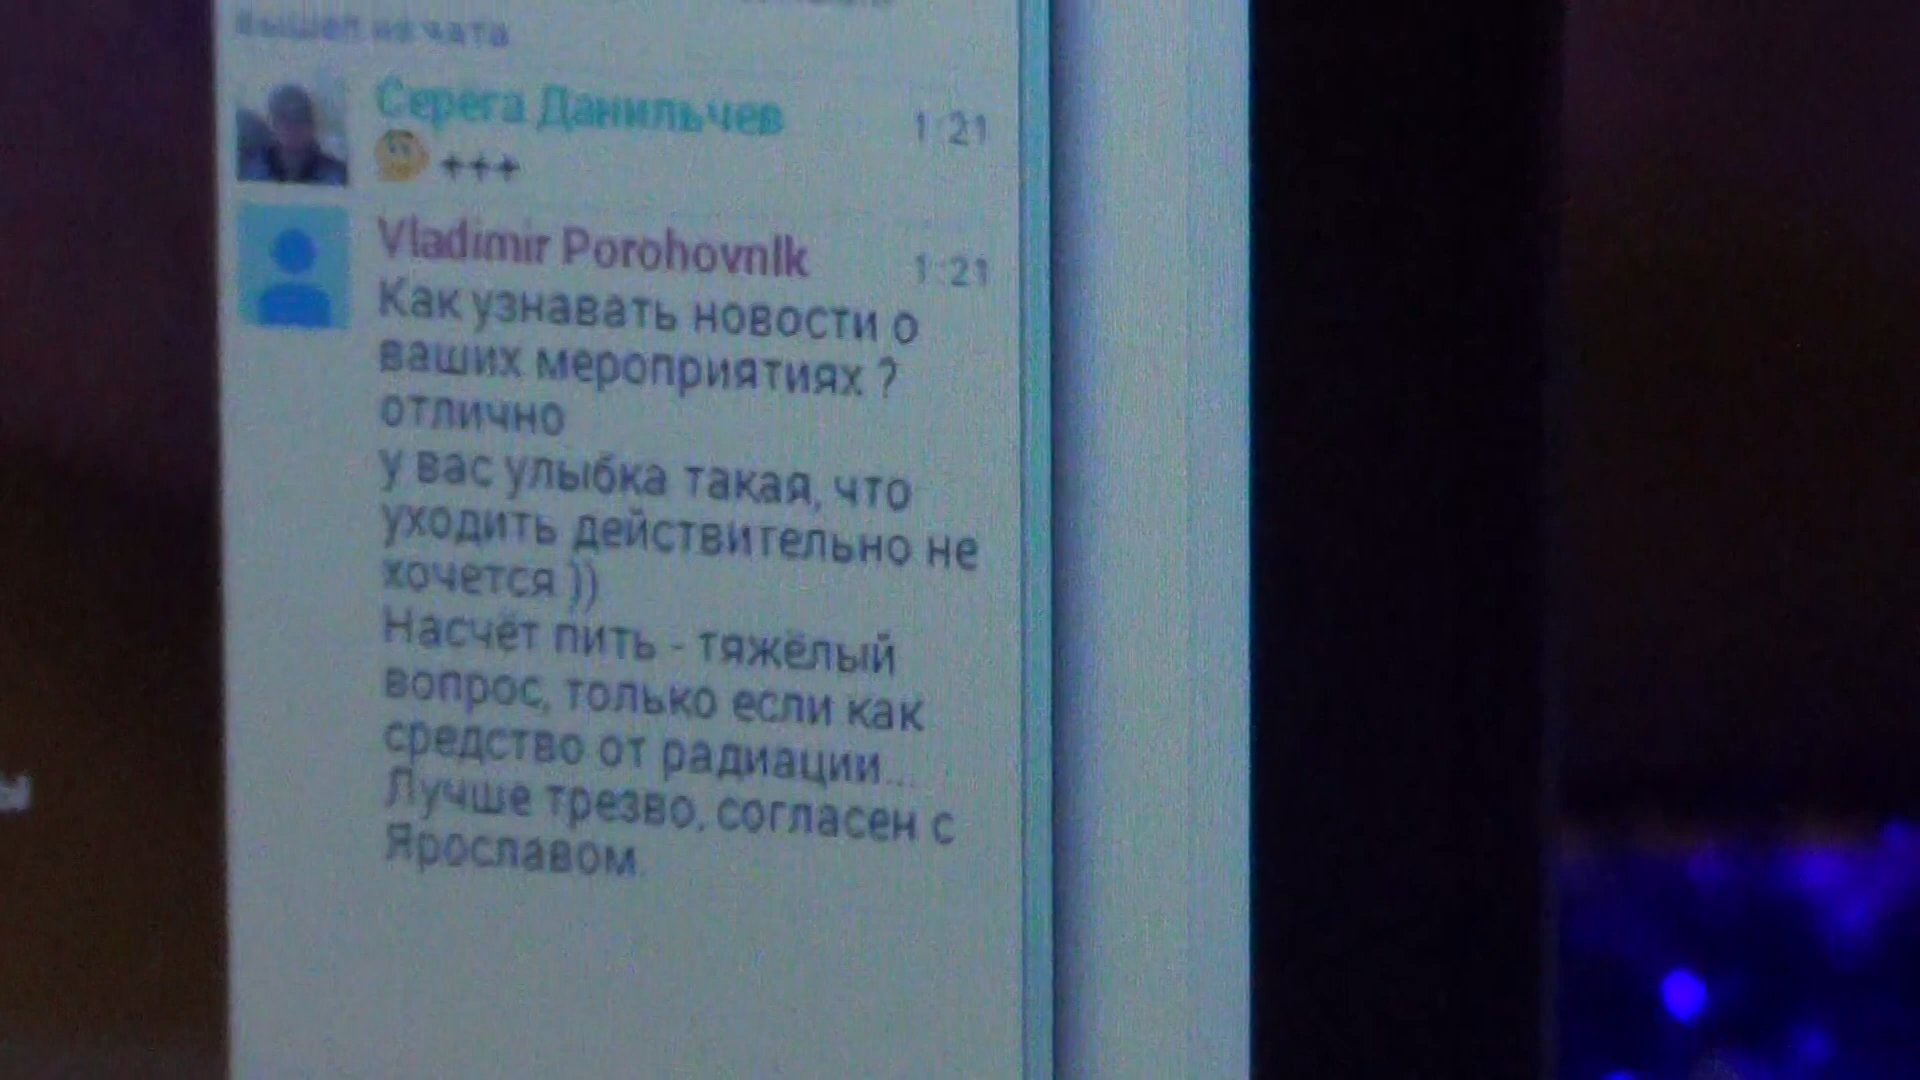 вышел из чата
Серега Данильчев 1:21
+++
Vladimir Porohovnik 1:21
Как узнавать новости о
ваших мероприятиях ?
отлично
у вас улыбка такая, что
уходить действительно не
хочется ))
Насчёт пить - тяжёлый
вопрос, только если как
средство от радиации...
Лучше трезво, согласен с
Ярославом.
ы